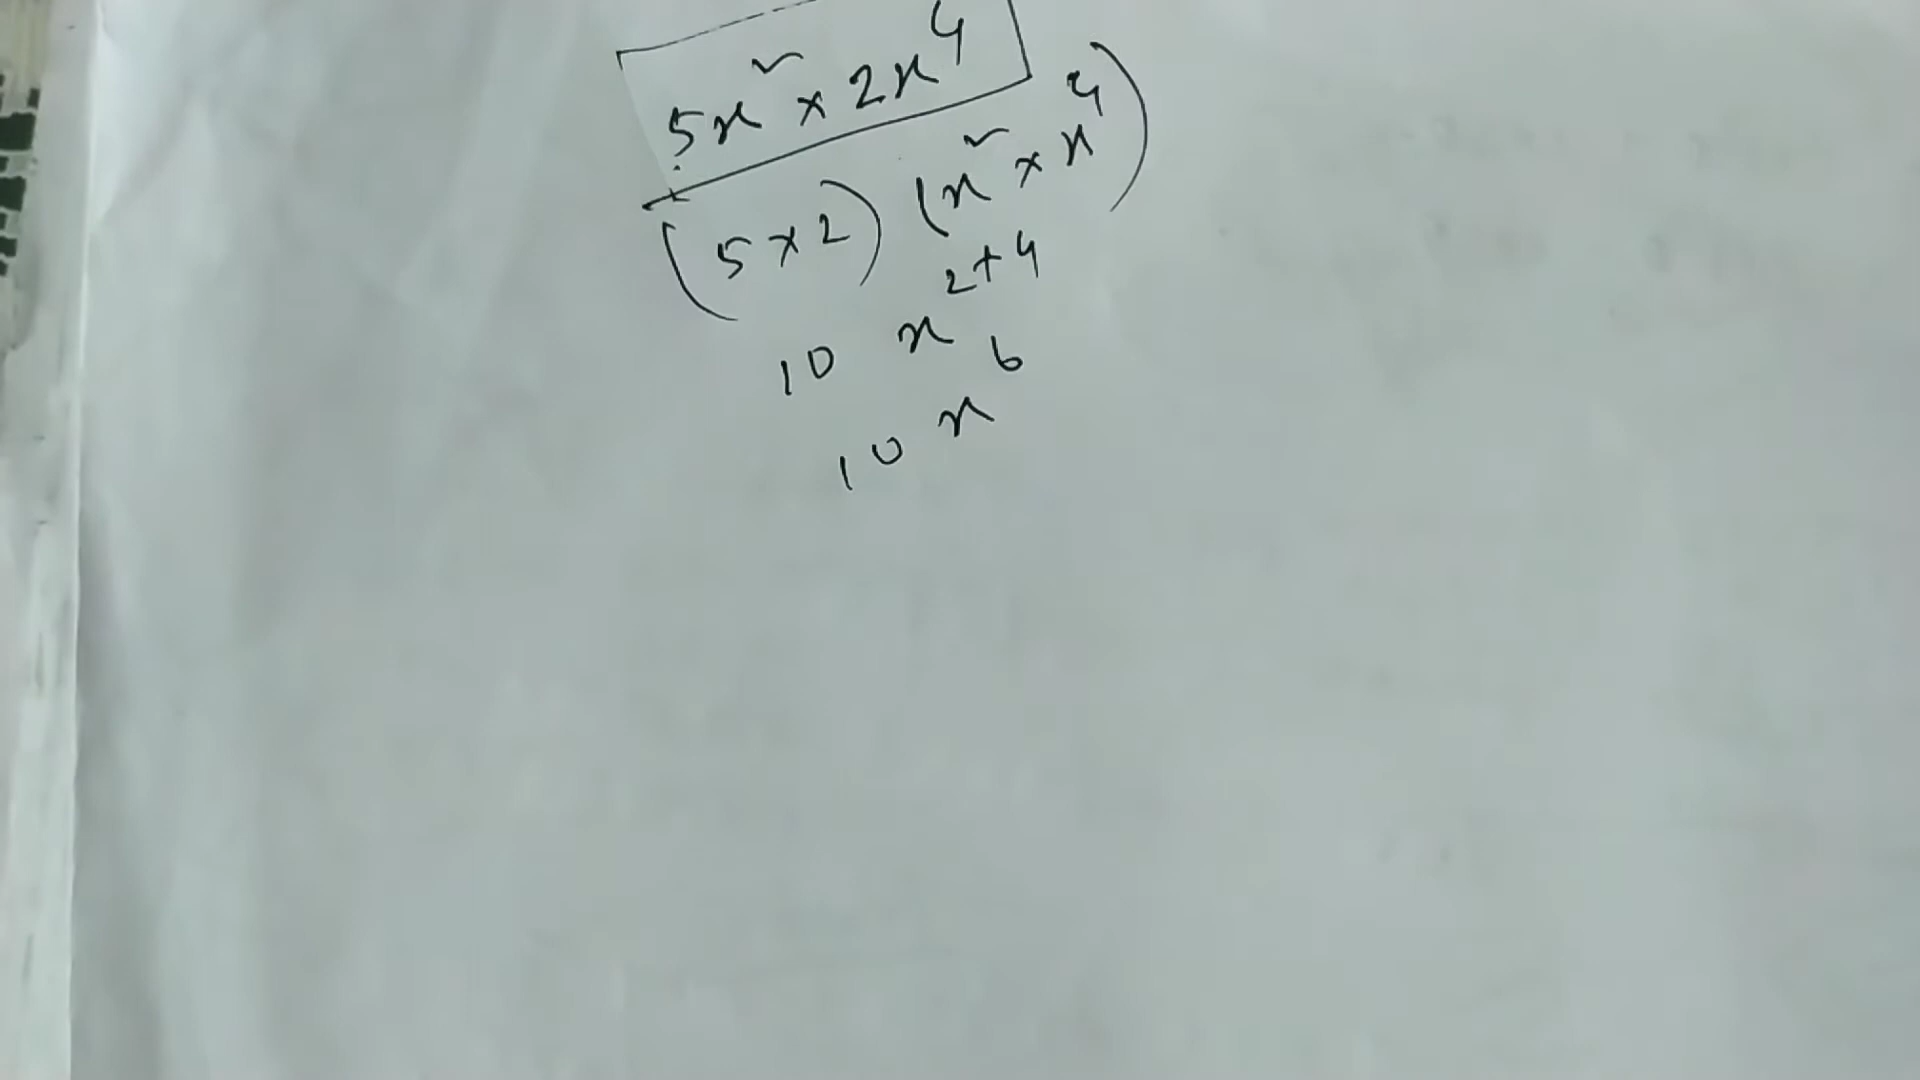 5x² × 2x⁴
(5 × 2) (x² × x⁴)
10 x²⁺⁴
10 x⁶